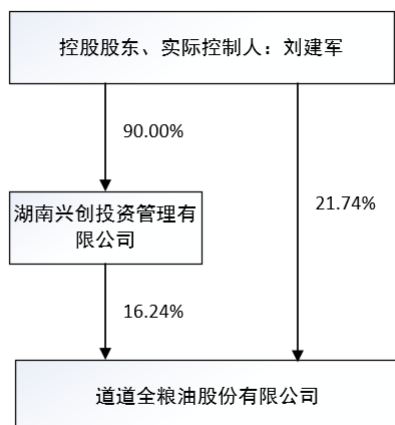 控股股东、实际控制人：刘建军
90.00%
湖南兴创投资管理有
限公司
21.74%
16.24%
道道全粮油股份有限公司